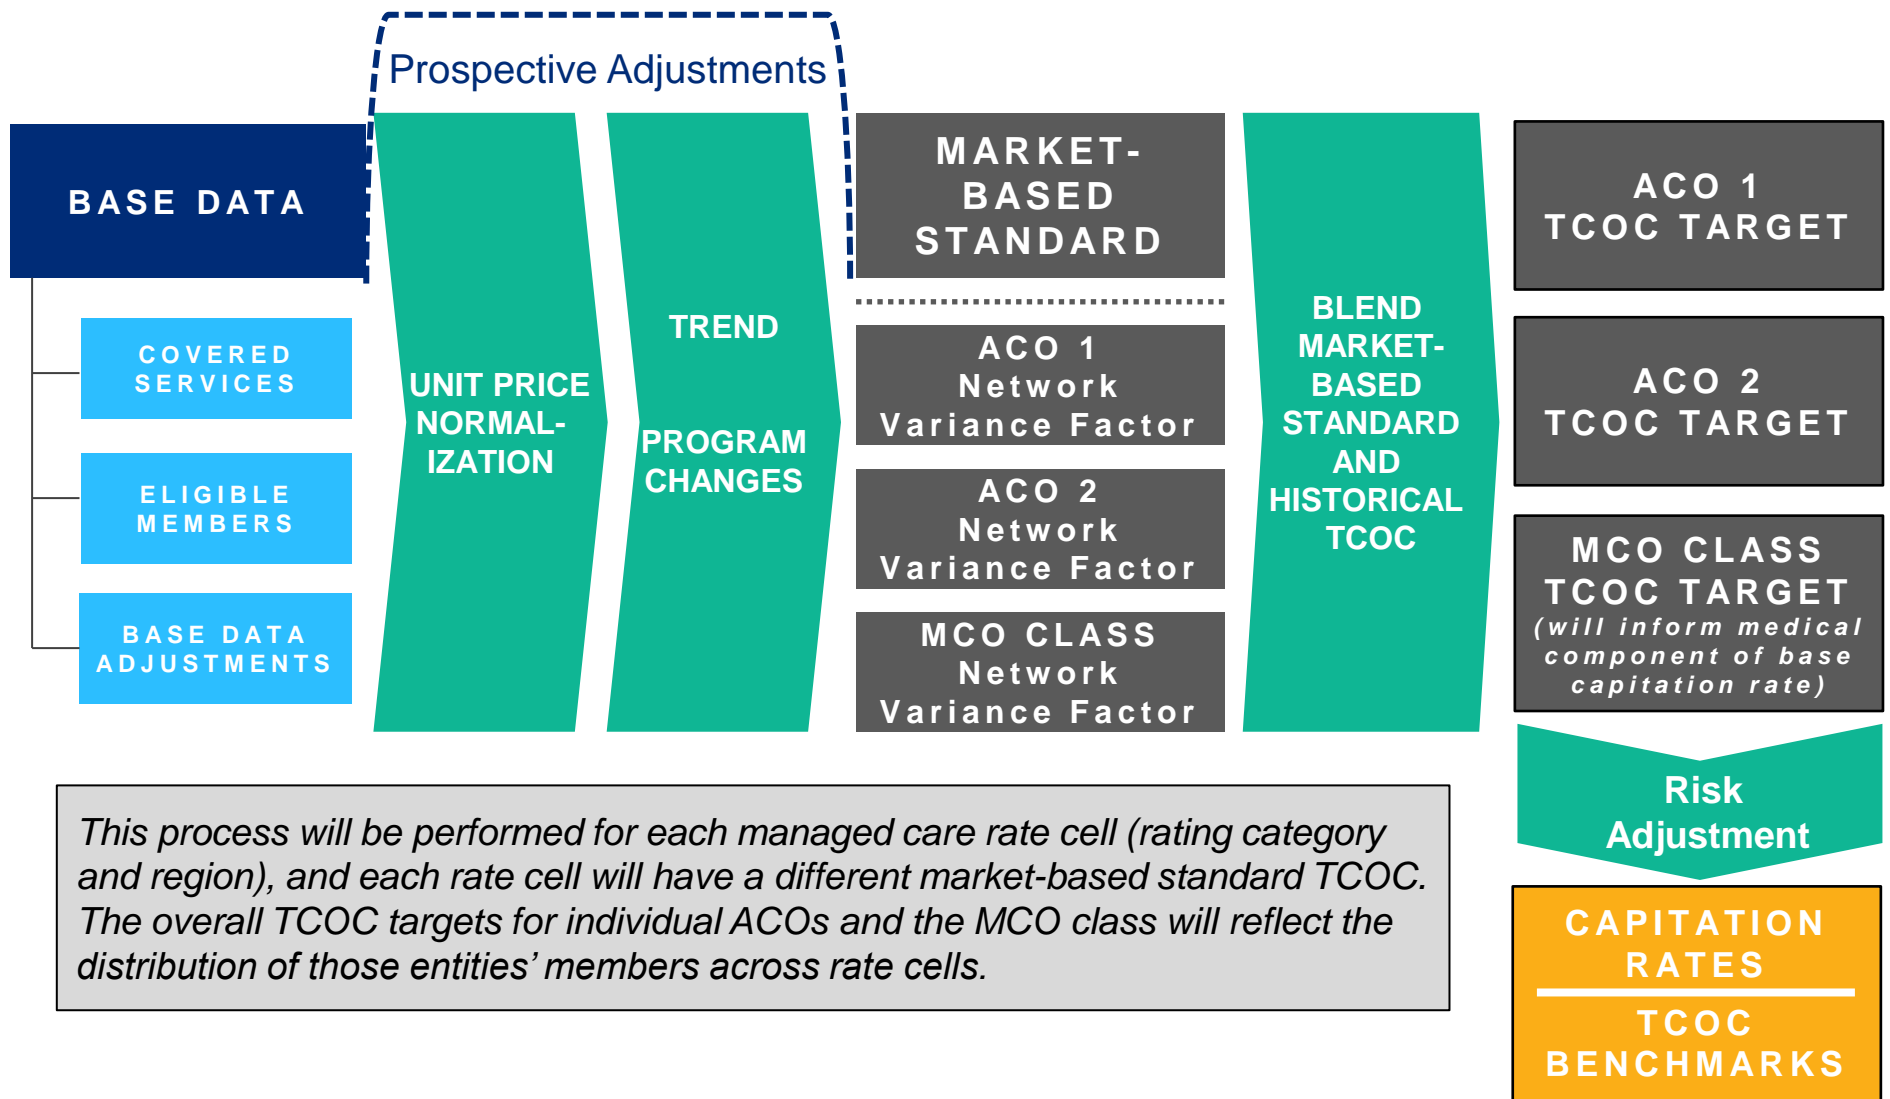 Prospective Adjustments
BASE DATA
COVERED
SERVICES
ELIGIBLE
MEMBERS
BASE DATA
ADJUSTMENTS
UNIT PRICE
NORMAL-
IZATION
TREND
PROGRAM
CHANGES
MARKET-
BASED
STANDARD
ACO 1
Network
Variance Factor
ACO 2
Network
Variance Factor
MCO CLASS
Network
Variance Factor
BLEND
MARKET-
BASED
STANDARD
AND
HISTORICAL
TCOC
ACO 1
TCOC TARGET
ACO 2
TCOC TARGET
MCO CLASS
TCOC TARGET
(will inform medical
component of base
capitation rate)
Risk
Adjustment
CAPITATION
RATES
TCOC
BENCHMARKS
This process will be performed for each managed care rate cell (rating category
and region), and each rate cell will have a different market-based standard TCOC.
The overall TCOC targets for individual ACOs and the MCO class will reflect the
distribution of those entities’ members across rate cells.